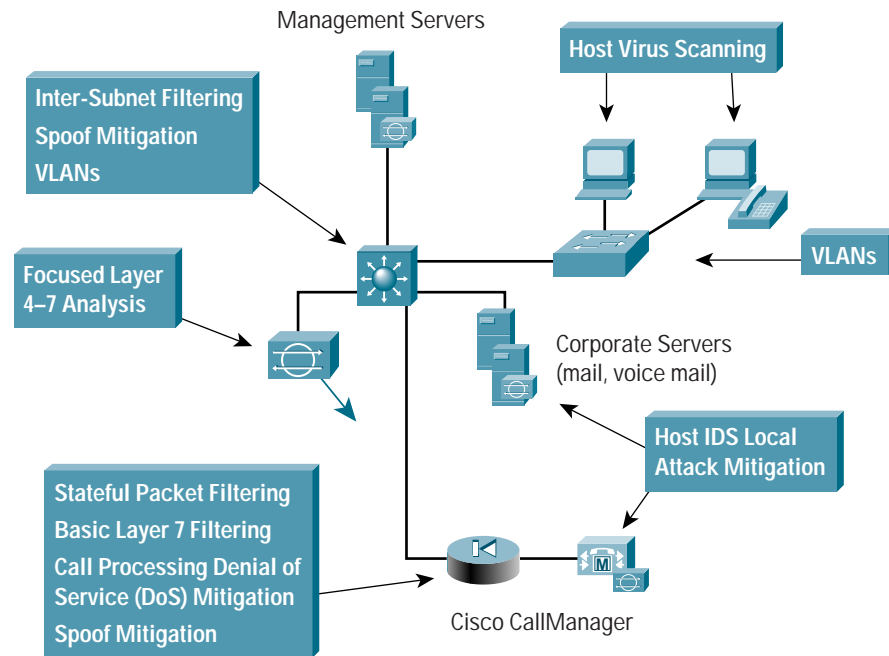 Management Servers
Host Virus Scanning
Inter-Subnet Filtering
Spoof Mitigation
VLANs
VLANs
Focused Layer
4–7 Analysis
Corporate Servers
(mail, voice mail)
Host IDS Local
Attack Mitigation
Stateful Packet Filtering
Basic Layer 7 Filtering
Call Processing Denial of
Service (DoS) Mitigation
Spoof Mitigation
M
Cisco CallManager